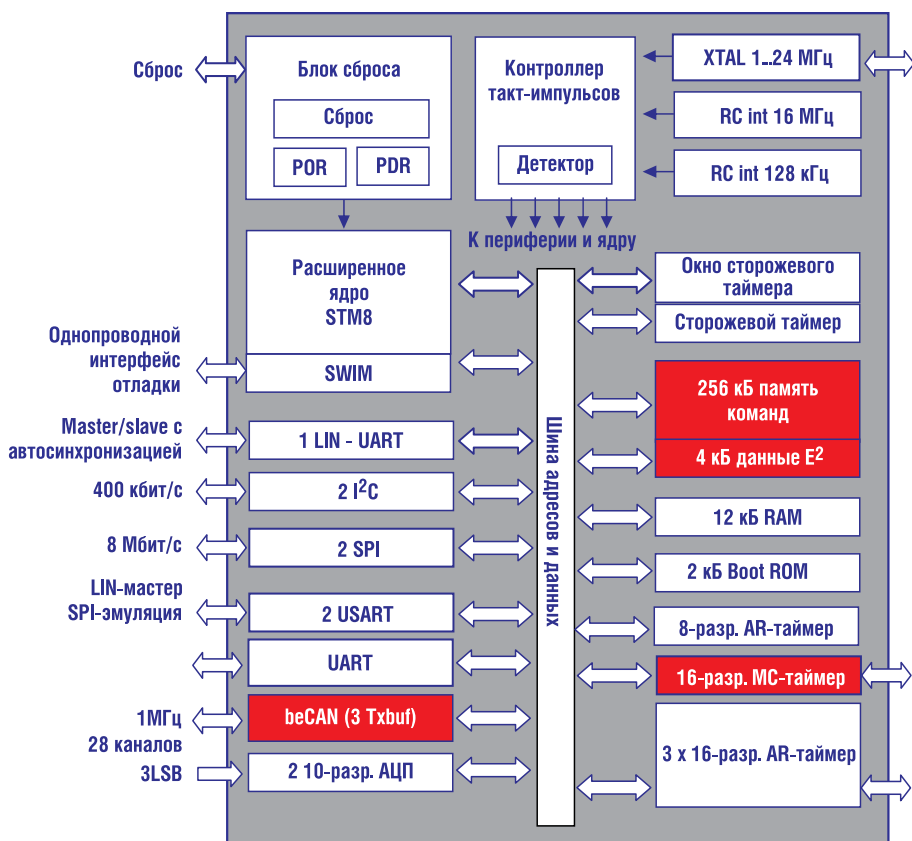 Сброс
Блок сброса
Сброс
POR
PDR
Контроллер
такт-импульсов
Детектор
XTAL 1...24 МГц
RC int 16 МГц
RC int 128 кГц
К периферии и ядру
Расширенное
ядро
STM8
Однопроводной
интерфейс
отладки
SWIM
Master/slave с
автосинхронизацией
1 LIN - UART
400 кбит/с
2 I²C
8 Мбит/с
2 SPI
LIN-мастер
SPI-эмуляция
2 USART
UART
beCAN (3 Txbuf)
1МГц
28 каналов
3LSB
2 10-разр. АЦП
Шина адресов и данных
Окно сторожевого
таймера
Сторожевой таймер
256 кБ память
команд
4 кБ данные E²
12 кБ RAM
2 кБ Boot ROM
8-разр. AR-таймер
16-разр. МС-таймер
3 x 16-разр. AR-таймер